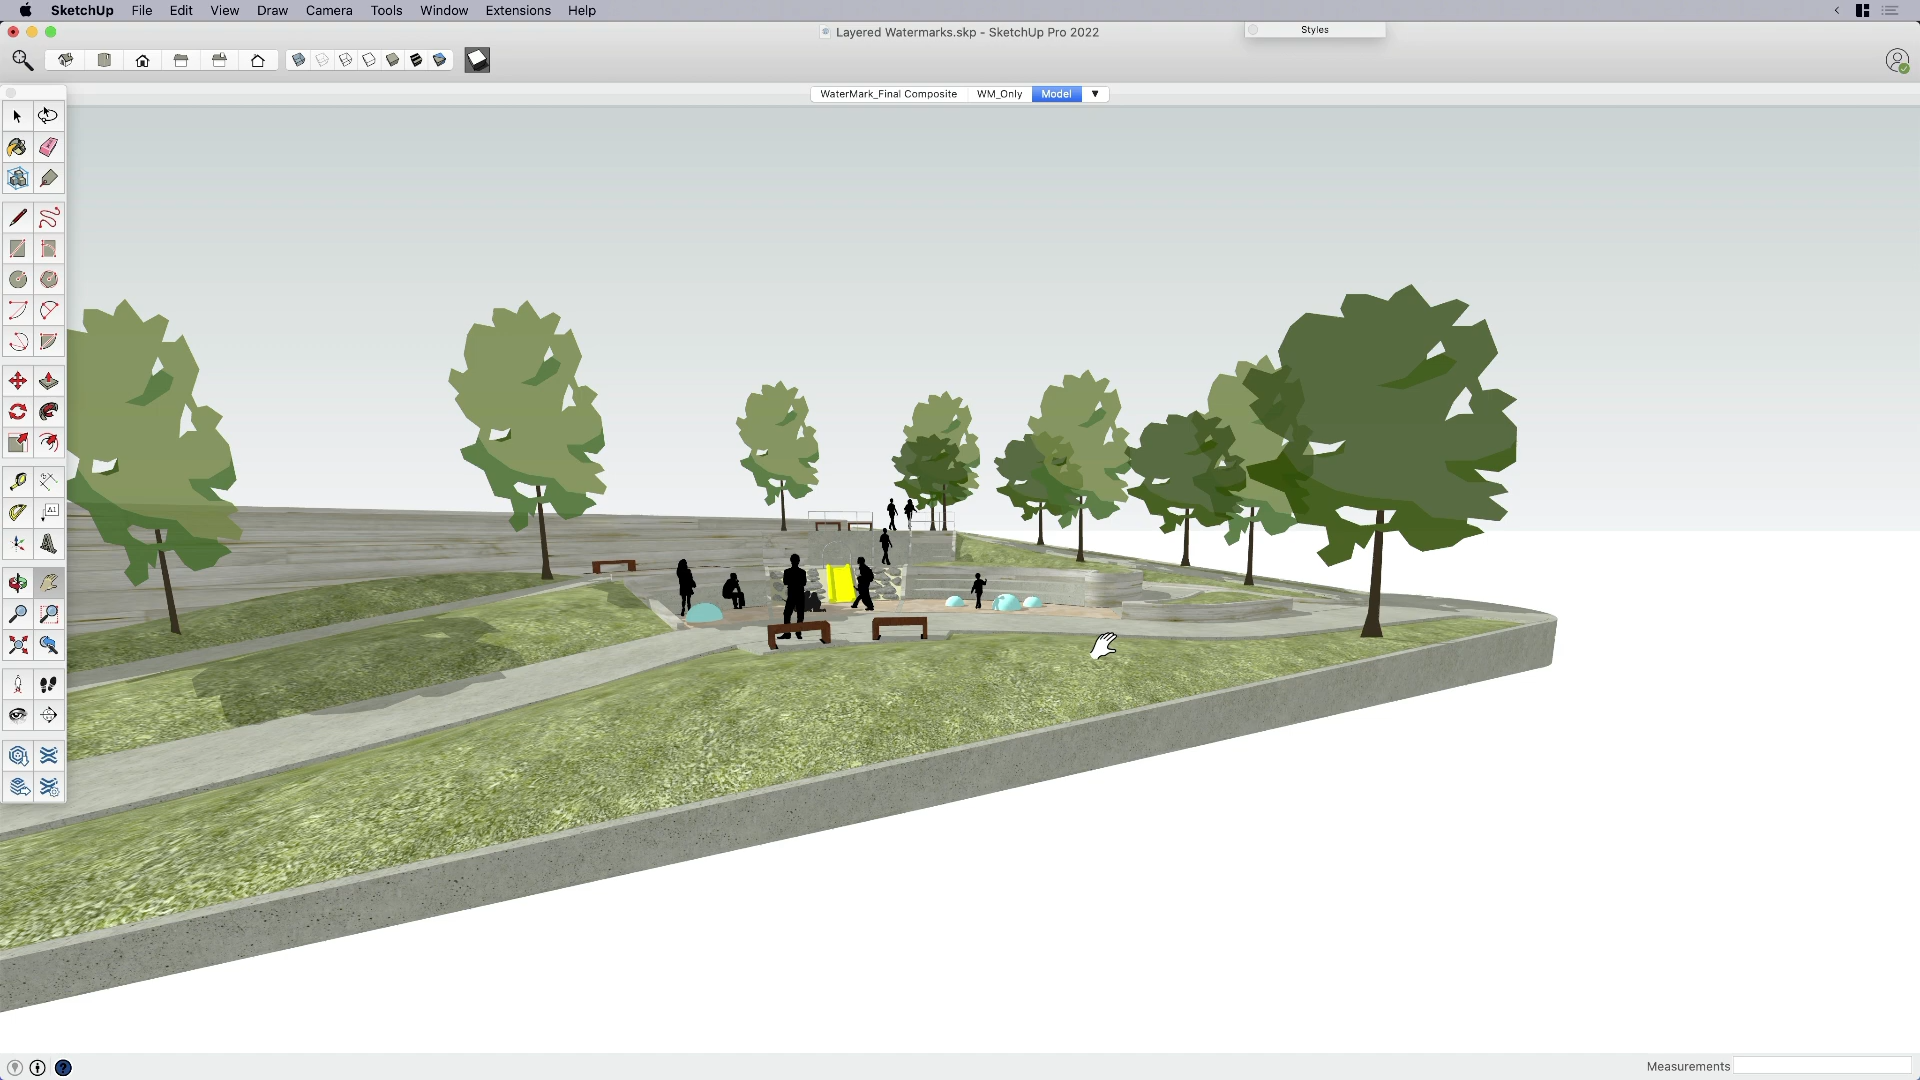 SketchUp File Edit View Draw Camera Tools Window Extensions Help
Layered Watermarks.skp - SketchUp Pro 2022
Styles
WaterMark_Final Composite WM_Only Model ▼
A1
Measurements